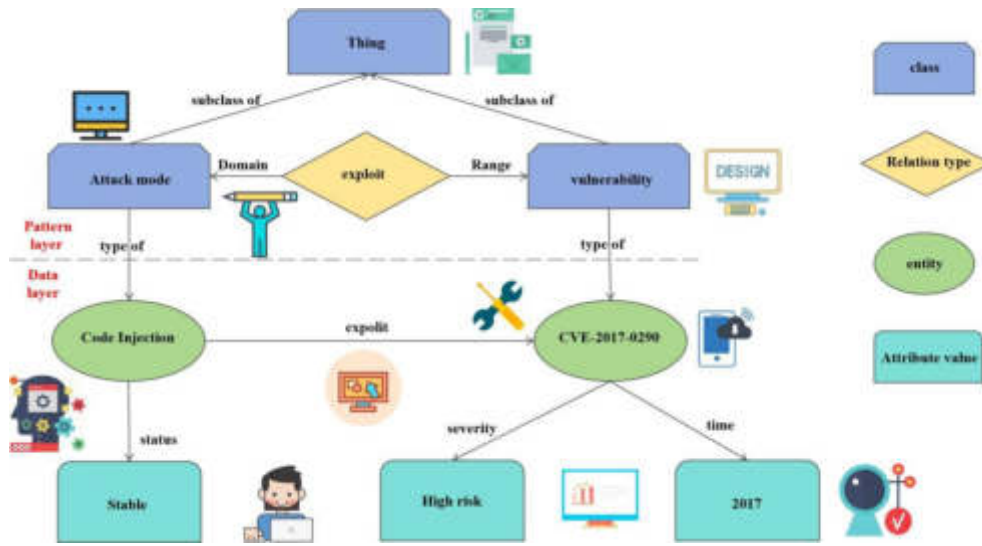 Thing
class
subclass of
subclass of
Attack mode
Domain
exploit
Range
vulnerability
DESIGN
Relation type
Pattern
layer
type of
type of
Data
layer
entity
Code Injection
expolit
CVE-2017-0290
Attribute value
status
severity
time
Stable
High risk
2017